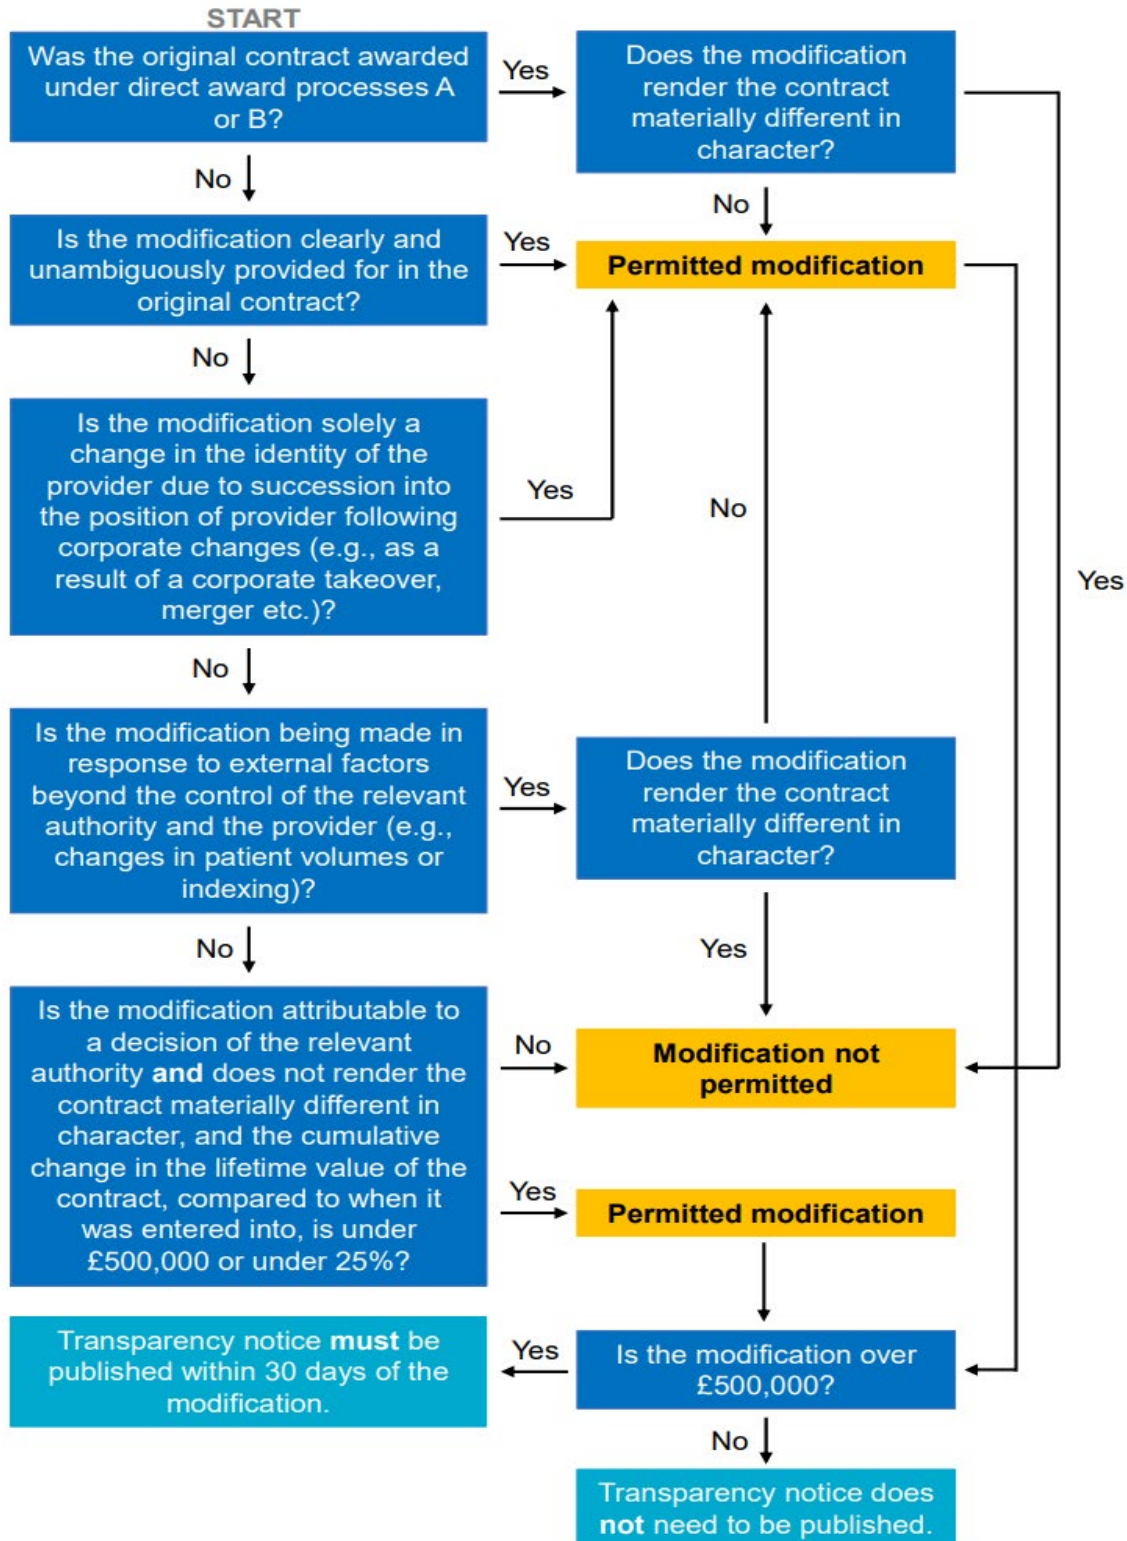 START
Was the original contract awarded
under direct award processes A
or B?
Yes
Does the modification
render the contract
materially different in
character?
No
No
Is the modification clearly and
unambiguously provided for in the
original contract?
Yes
Permitted modification
No
Is the modification solely a
change in the identity of the
provider due to succession into
the position of provider following
corporate changes (e.g., as a
result of a corporate takeover,
merger etc.)?
Yes
No
Yes
No
Is the modification being made in
response to external factors
beyond the control of the relevant
authority and the provider (e.g.,
changes in patient volumes or
indexing)?
Yes
Does the modification
render the contract
materially different in
character?
No
Yes
Is the modification attributable to
a decision of the relevant
authority and does not render the
contract materially different in
character, and the cumulative
change in the lifetime value of the
contract, compared to when it
was entered into, is under
£500,000 or under 25%?
No
Modification not
permitted
Yes
Permitted modification
Transparency notice must be
published within 30 days of the
modification.
Yes
Is the modification over
£500,000?
No
Transparency notice does
not need to be published.